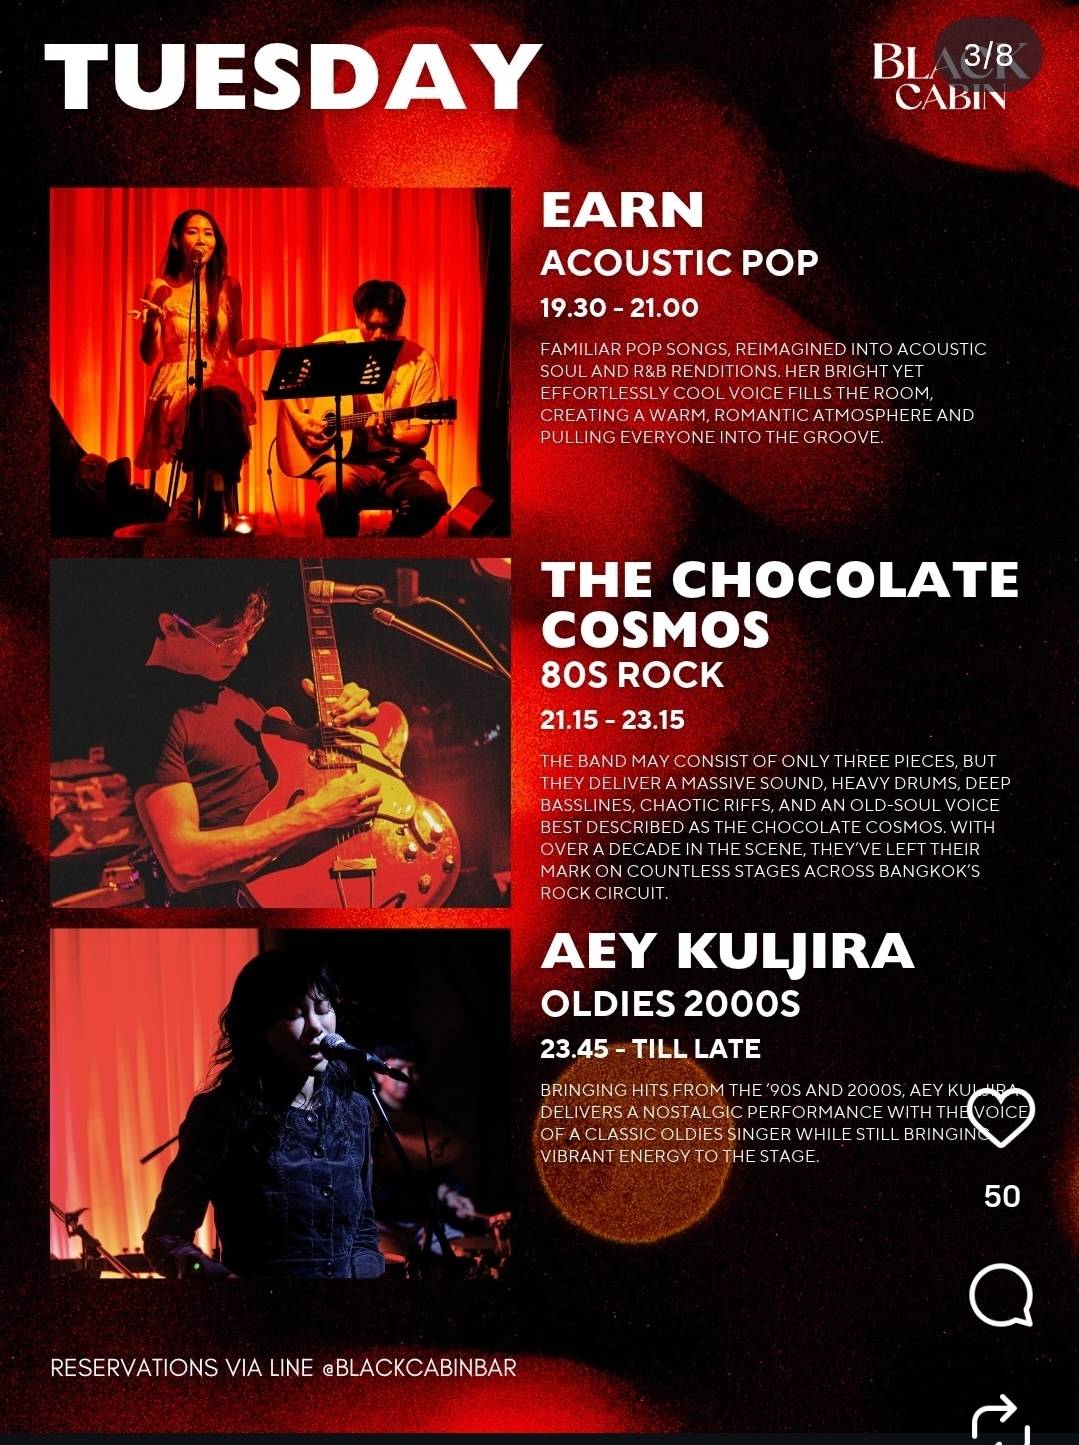 TUESDAY
BLACK
CABIN
3/8
EARN
ACOUSTIC POP
19.30 - 21.00
FAMILIAR POP SONGS, REIMAGINED INTO ACOUSTIC
SOUL AND R&B RENDITIONS. HER BRIGHT YET
EFFORTLESSLY COOL VOICE FILLS THE ROOM,
CREATING A WARM, ROMANTIC ATMOSPHERE AND
PULLING EVERYONE INTO THE GROOVE.
THE CHOCOLATE
COSMOS
80S ROCK
21.15 - 23.15
THE BAND MAY CONSIST OF ONLY THREE PIECES, BUT
THEY DELIVER A MASSIVE SOUND, HEAVY DRUMS, DEEP
BASSLINES, CHAOTIC RIFFS, AND AN OLD-SOUL VOICE
BEST DESCRIBED AS THE CHOCOLATE COSMOS. WITH
OVER A DECADE IN THE SCENE, THEY'VE LEFT THEIR
MARK ON COUNTLESS STAGES ACROSS BANGKOK'S
ROCK CIRCUIT.
AEY KULJIRA
OLDIES 2000S
23.45 - TILL LATE
BRINGING HITS FROM THE '90S AND 2000S, AEY KULJIRA
DELIVERS A NOSTALGIC PERFORMANCE WITH THE VOICE
OF A CLASSIC OLDIES SINGER WHILE STILL BRINGING
VIBRANT ENERGY TO THE STAGE.
50
RESERVATIONS VIA LINE @BLACKCABINBAR